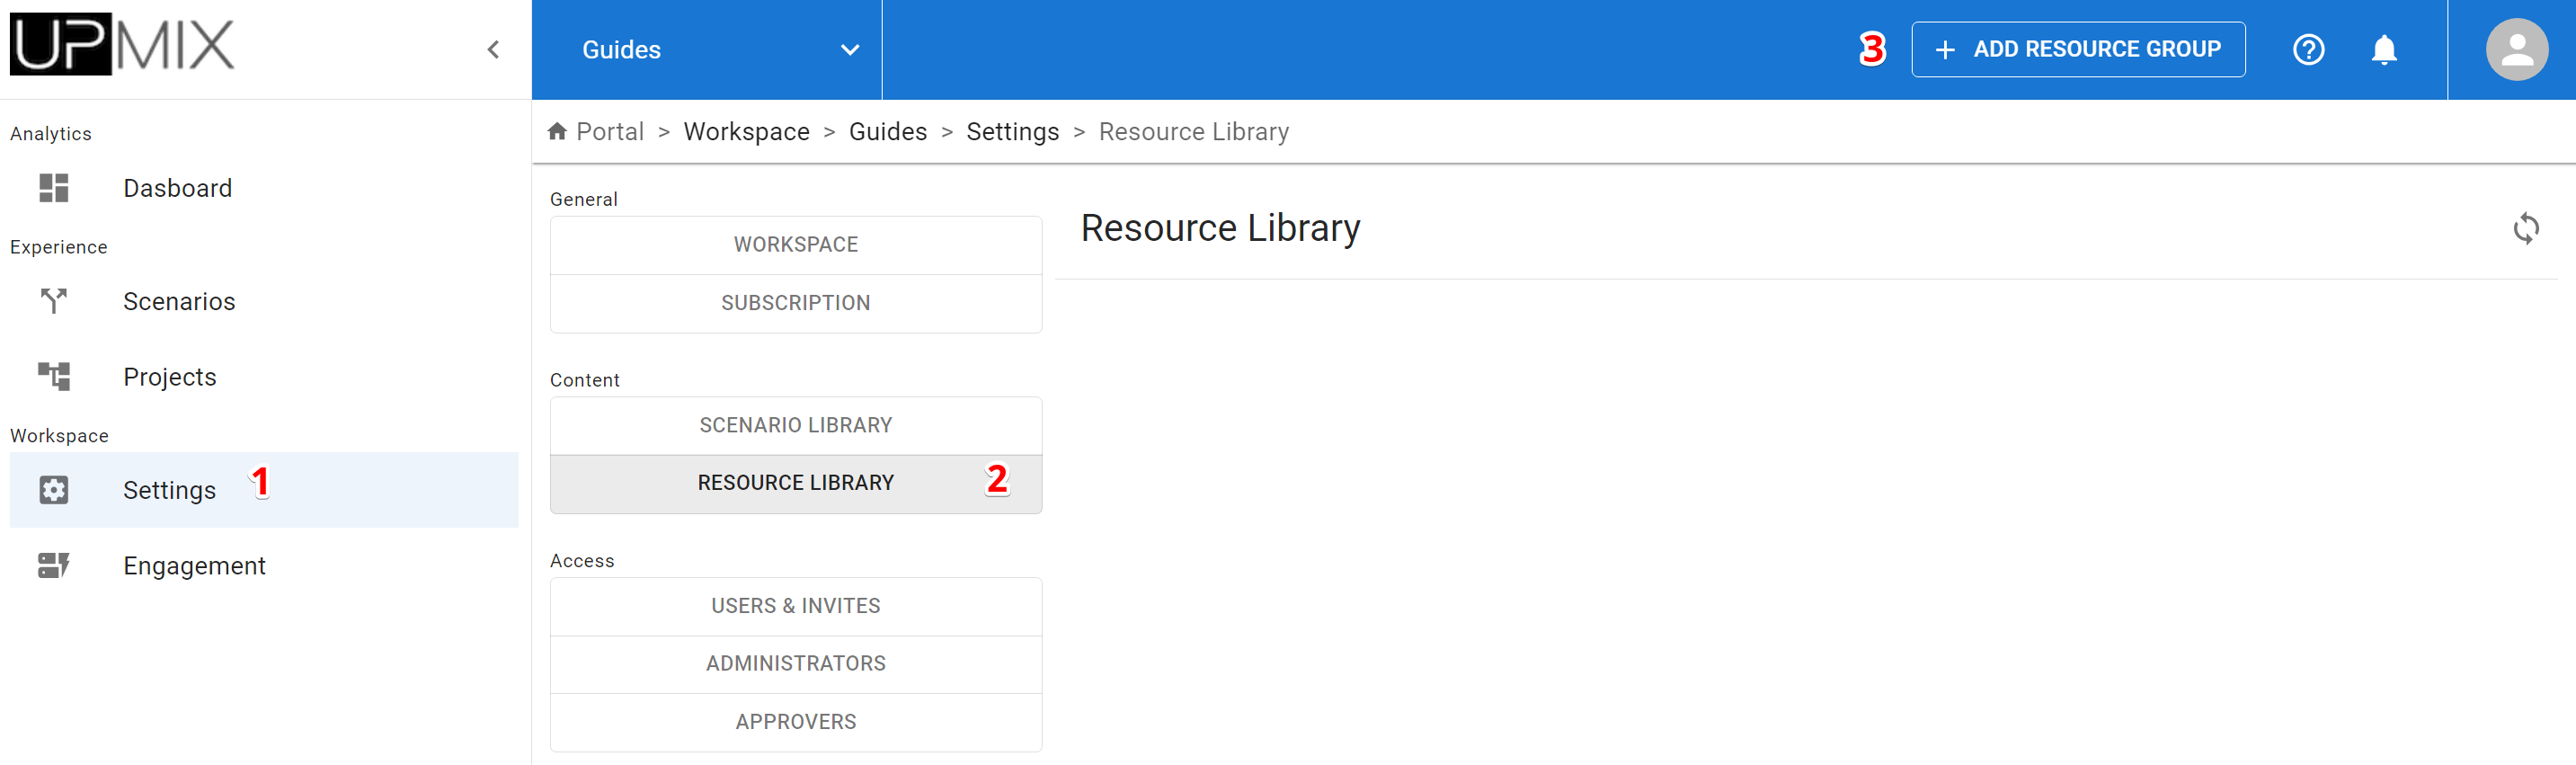 UPMIX
Guides
3
+ ADD RESOURCE GROUP
Analytics
Dasboard
Experience
Scenarios
Projects
Workspace
Settings 1
Engagement
Portal > Workspace > Guides > Settings > Resource Library
General
WORKSPACE
SUBSCRIPTION
Content
SCENARIO LIBRARY
RESOURCE LIBRARY 2
Access
USERS & INVITES
ADMINISTRATORS
APPROVERS
Resource Library